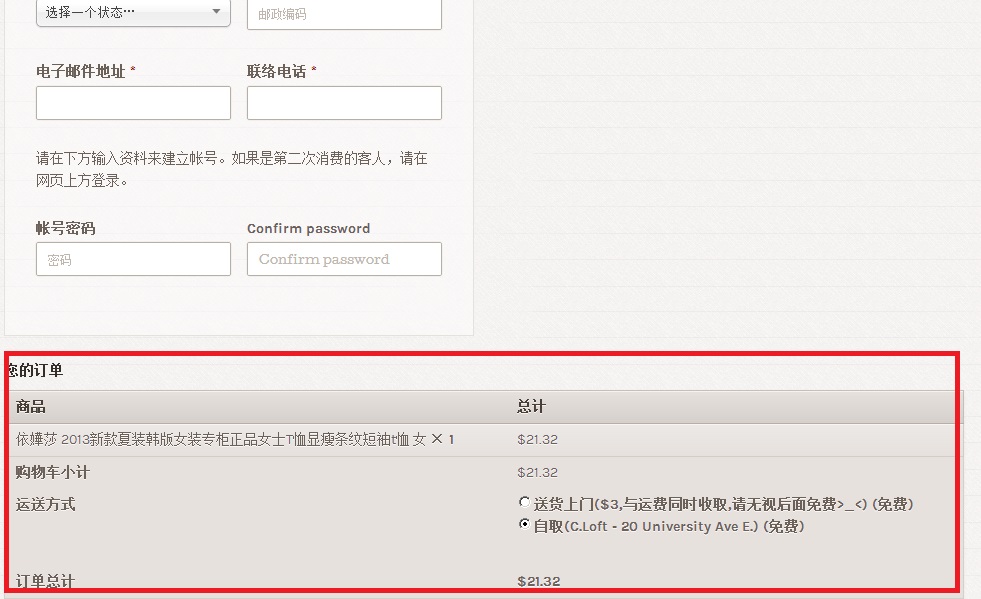 选择一个状态…
邮政编码
电子邮件地址 *
联络电话 *
请在下方输入资料来建立帐号。如果是第二次消费的客人，请在
网页上方登录。
帐号密码
Confirm password
密码
Confirm password
您的订单
商品 总计
依嬅莎 2013新款夏装韩版女装专柜正品女士T恤显瘦条纹短袖t恤 女 × 1 $21.32
购物车小计 $21.32
运送方式 送货上门($3,与运费同时收取,请无视后面免费>_<) (免费)
自取(C.Loft - 20 University Ave E.) (免费)
订单总计 $21.32